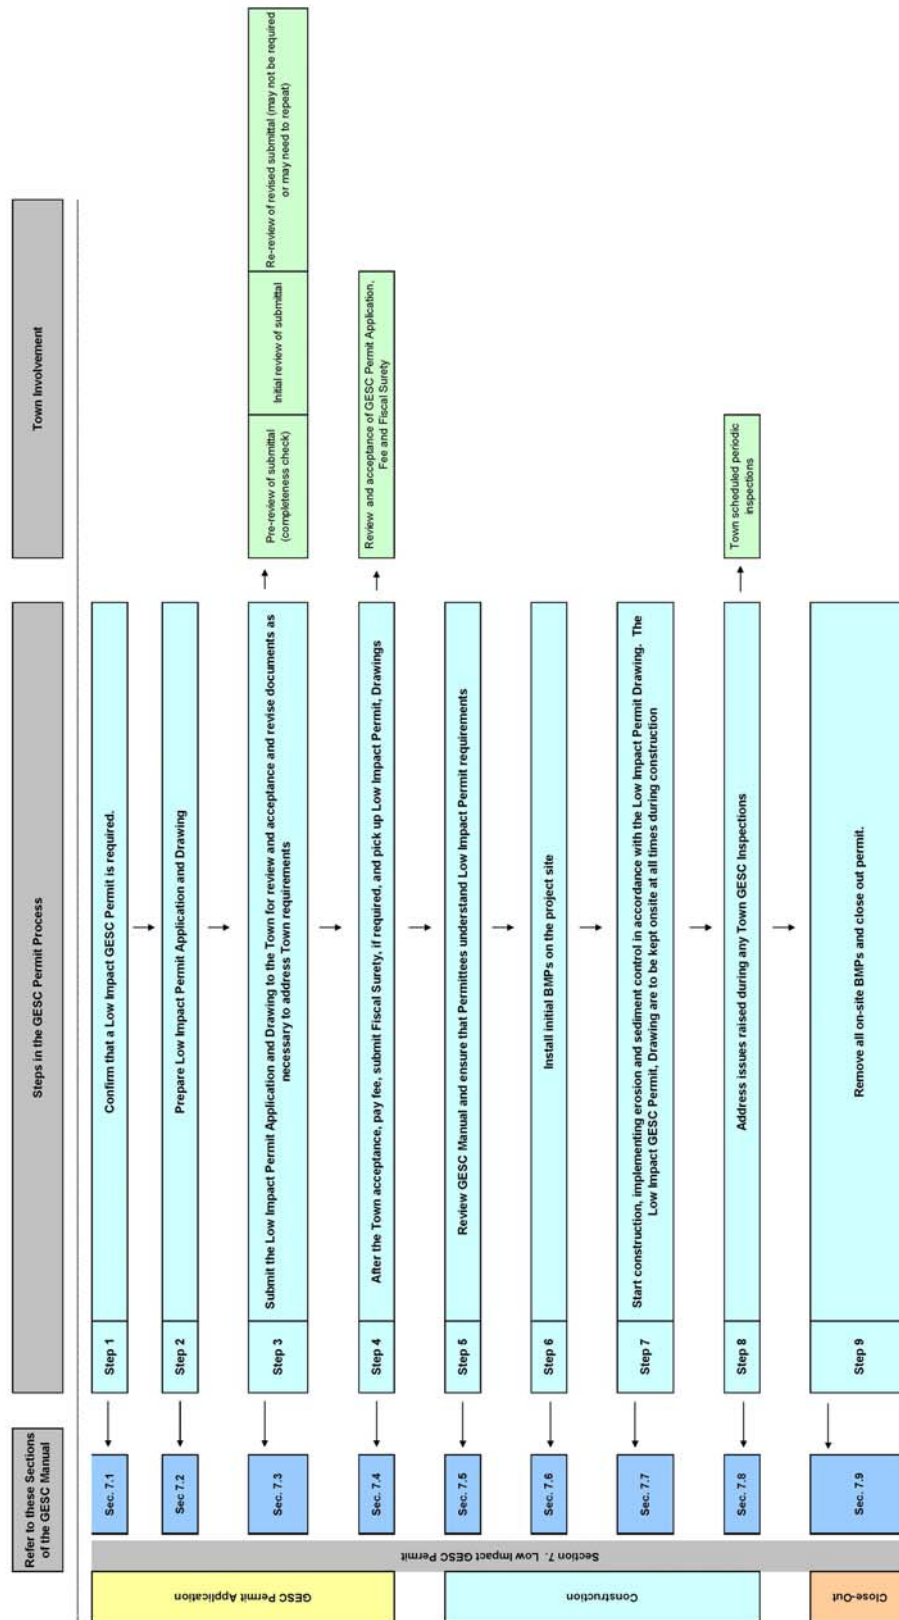 Refer to these Sections
of the GESC Manual
Steps in the GESC Permit Process
Town Involvement
GESC Permit Application
Construction
Close-Out
Section 7. Low Impact GESC Permit
Sec. 7.1
Step 1
Confirm that a Low Impact GESC Permit is required.
Sec 7.2
Step 2
Prepare Low Impact Permit Application and Drawing
Sec. 7.3
Step 3
Submit the Low Impact Permit Application and Drawing to the Town for review and acceptance and revise documents as
necessary to address Town requirements
Pre-review of submittal
(completeness check)
Initial review of submittal
Re-review of revised submittal (may not be required
or may need to repeat)
Sec. 7.4
Step 4
After the Town acceptance, pay fee, submit Fiscal Surety, if required, and pick up Low Impact Permit, Drawings
Review and acceptance of GESC Permit Application,
Fee and Fiscal Surety
Sec. 7.5
Step 5
Review GESC Manual and ensure that Permittees understand Low Impact Permit requirements
Sec. 7.6
Step 6
Install initial BMPs on the project site
Sec. 7.7
Step 7
Start construction, implementing erosion and sediment control in accordance with the Low Impact Permit Drawing. The
Low Impact GESC Permit, Drawing are to be kept onsite at all times during construction
Sec. 7.8
Step 8
Address issues raised during any Town GESC Inspections
Town scheduled periodic
inspections
Sec. 7.9
Step 9
Remove all on-site BMPs and close out permit.